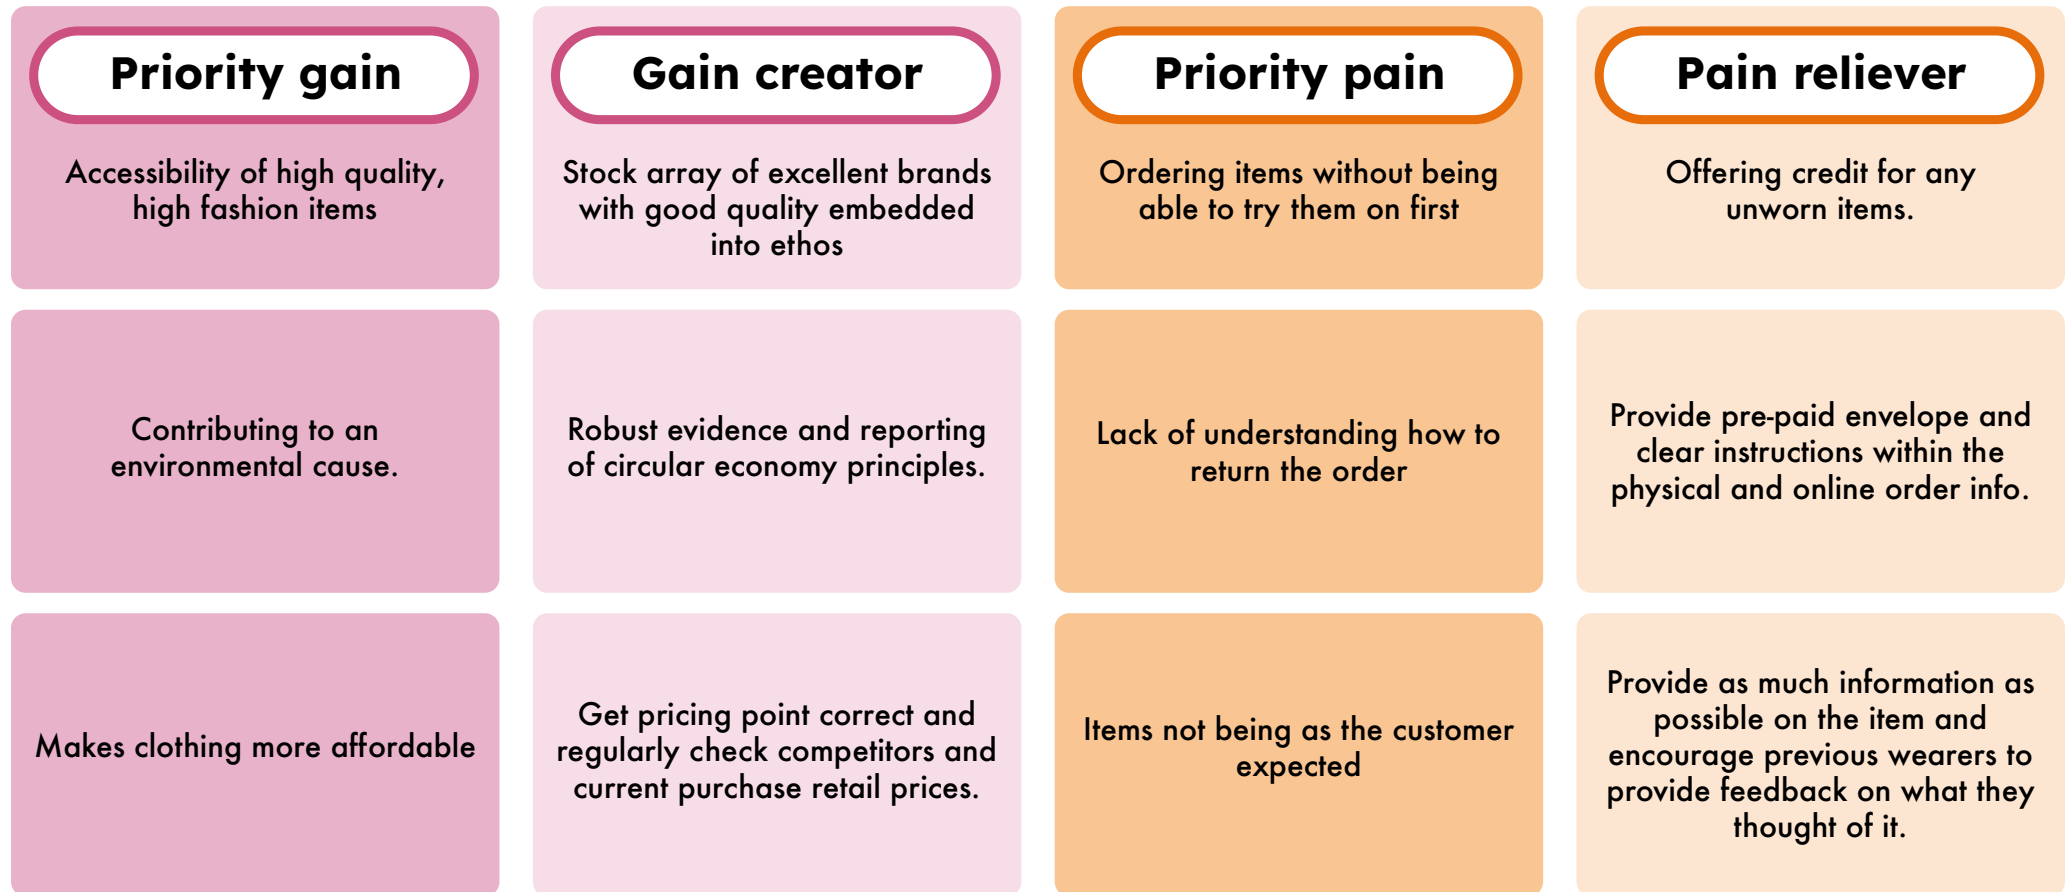 Priority gain
Accessibility of high quality,
high fashion items
Gain creator
Stock array of excellent brands
with good quality embedded
into ethos
Priority pain
Ordering items without being
able to try them on first
Pain reliever
Offering credit for any
unworn items.
Contributing to an
environmental cause.
Robust evidence and reporting
of circular economy principles.
Lack of understanding how to
return the order
Provide pre-paid envelope and
clear instructions within the
physical and online order info.
Makes clothing more affordable
Get pricing point correct and
regularly check competitors and
current purchase retail prices.
Items not being as the customer
expected
Provide as much information as
possible on the item and
encourage previous wearers to
provide feedback on what they
thought of it.